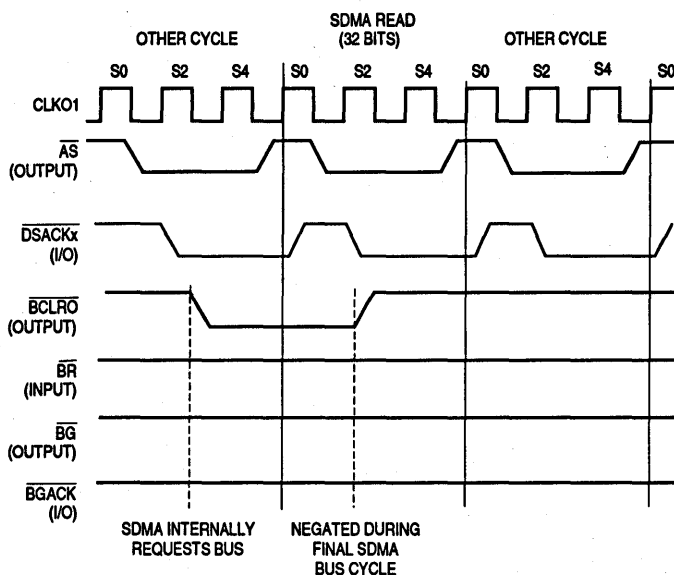 SDMA READ
OTHER CYCLE (32 BITS) OTHER CYCLE
S0 S2 S4 S0 S2 S4 S0 S2 S4 S0
CLKO1
AS
(OUTPUT)
DSACKx
(I/O)
BCLRO
(OUTPUT)
BR
(INPUT)
BG
(OUTPUT)
BGACK
(I/O)
SDMA INTERNALLY NEGATED DURING
REQUESTS BUS FINAL SDMA
BUS CYCLE